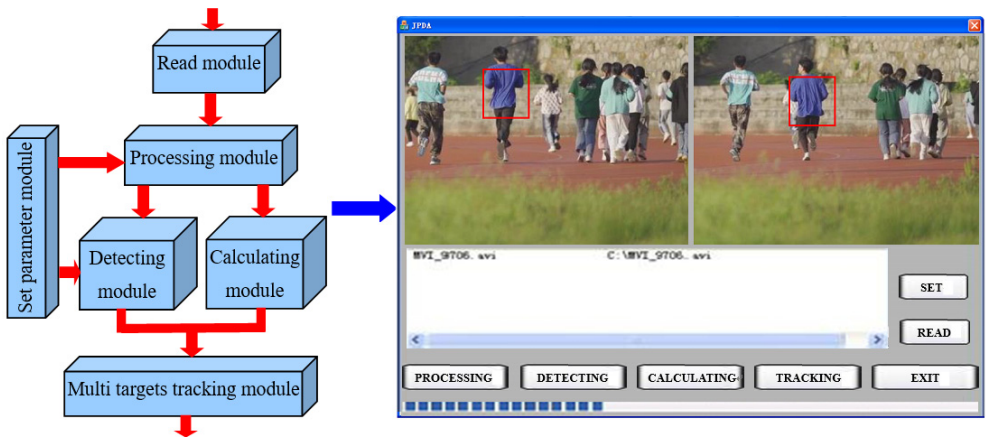 Read module
Processing module
Set parameter module
Detecting
module
Calculating
module
Multi targets tracking module
JPDA
MVI_9706.avi C:\MVI_9706.avi
SET
READ
PROCESSING
DETECTING
CALCULATING
TRACKING
EXIT